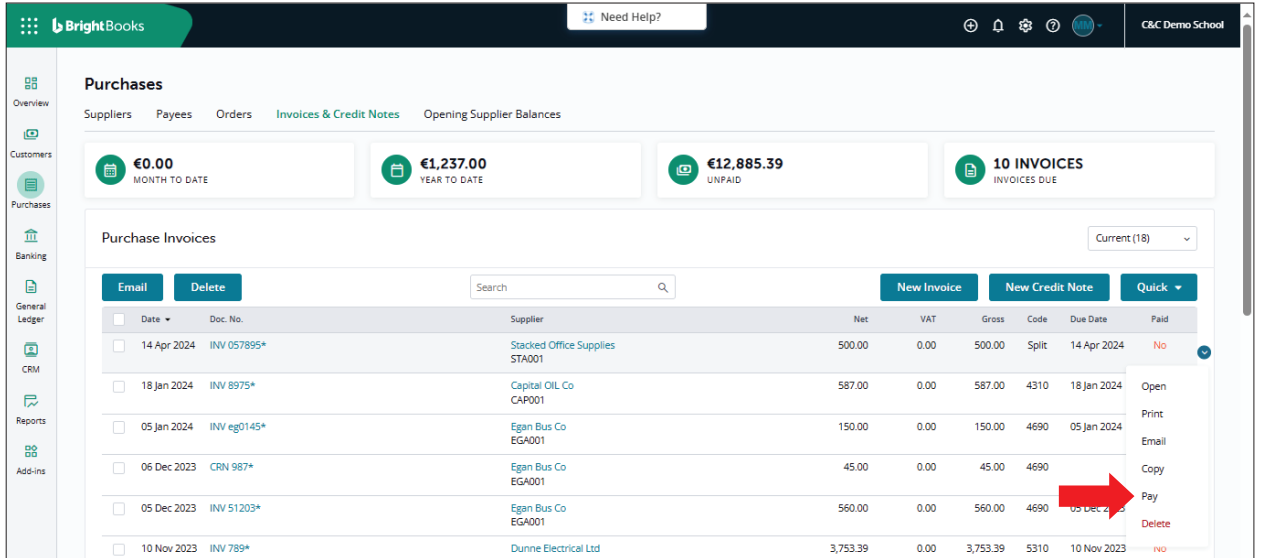 BrightBooks
Need Help?
MM
C&C Demo School
Overview
Customers
Purchases
Banking
General
Ledger
CRM
Reports
Add-ins
Purchases
Suppliers Payees Orders Invoices & Credit Notes Opening Supplier Balances
€0.00
MONTH TO DATE
€1,237.00
YEAR TO DATE
€12,885.39
UNPAID
10 INVOICES
INVOICES DUE
Purchase Invoices
Current (18)
Email Delete Search New Invoice New Credit Note Quick
Date Doc. No. Supplier Net VAT Gross Code Due Date Paid
14 Apr 2024 INV 057895* Stacked Office Supplies 500.00 0.00 500.00 Split 14 Apr 2024 No
STA001
18 Jan 2024 INV 8975* Capital OIL Co 587.00 0.00 587.00 4310 18 Jan 2024
CAP001
05 Jan 2024 INV eg0145* Egan Bus Co 150.00 0.00 150.00 4690 05 Jan 2024
EGA001
06 Dec 2023 CRN 987* Egan Bus Co 45.00 0.00 45.00 4690
EGA001
05 Dec 2023 INV 51203* Egan Bus Co 560.00 0.00 560.00 4690 05 Dec
EGA001
10 Nov 2023 INV 789* Dunne Electrical Ltd 3,753.39 0.00 3,753.39 5310 10 Nov 2023 No
Open
Print
Email
Copy
Pay
Delete